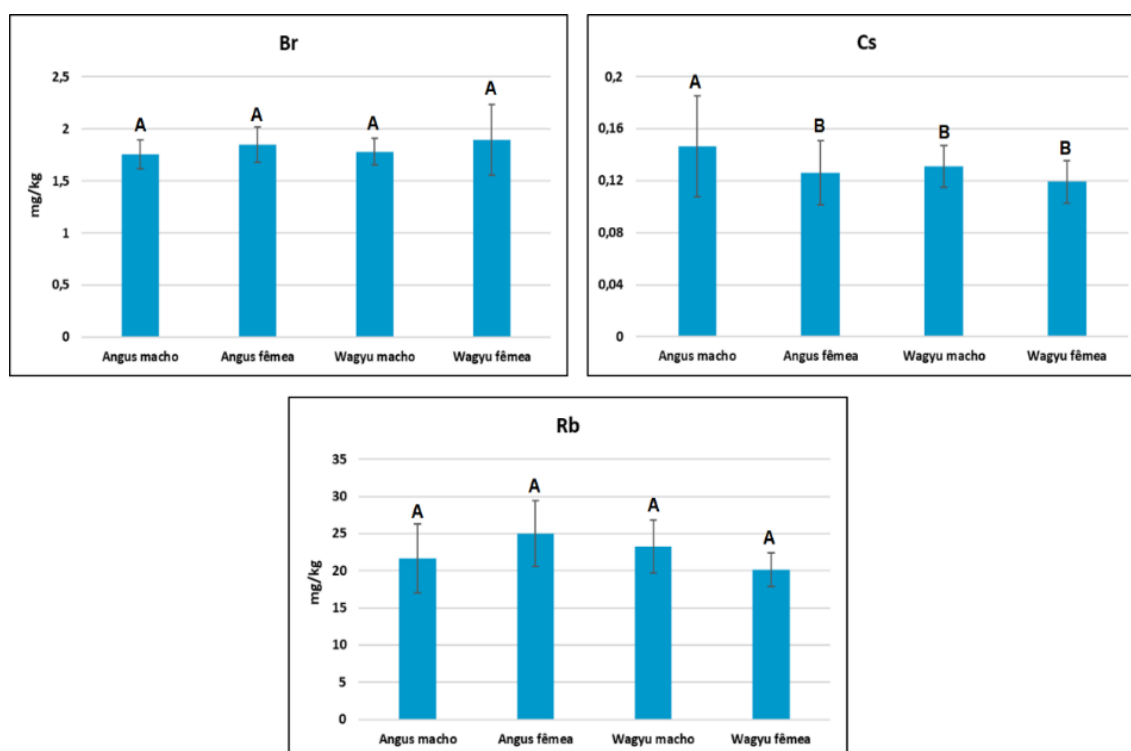 Br
mg/kg
2,5
2
1,5
1
0,5
0
A A A A
Angus macho Angus fêmea Wagyu macho Wagyu fêmea
Cs
0,2
0,16
0,12
0,08
0,04
0
A B B B
Angus macho Angus fêmea Wagyu macho Wagyu fêmea
Rb
mg/kg
35
30
25
20
15
10
5
0
A A A A
Angus macho Angus fêmea Wagyu macho Wagyu fêmea